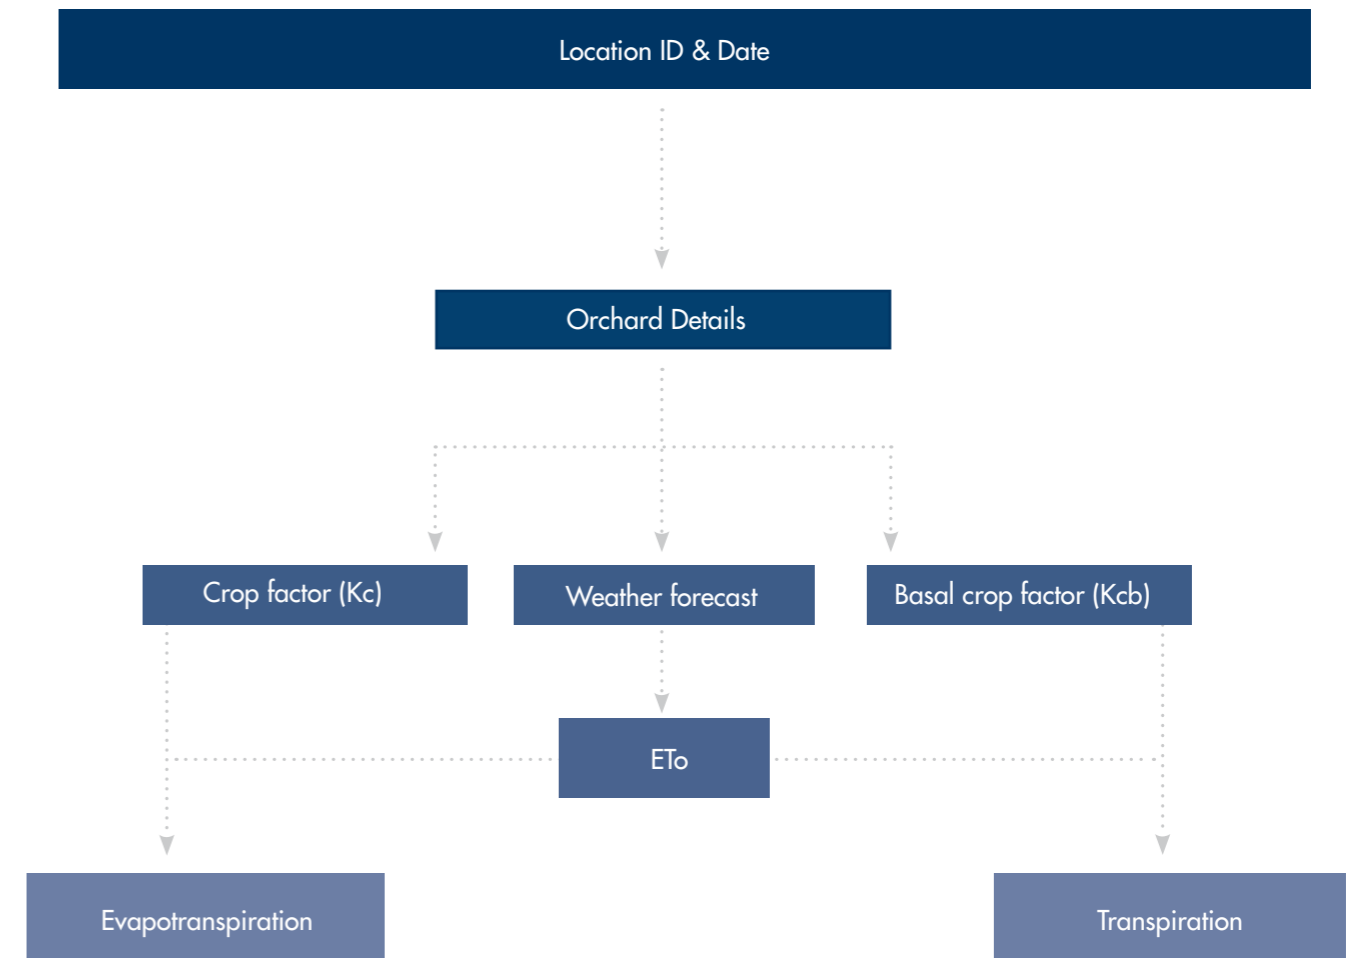 Location ID & Date
Orchard Details
Crop factor (Kc)
Weather forecast
Basal crop factor (Kcb)
ETo
Evapotranspiration
Transpiration